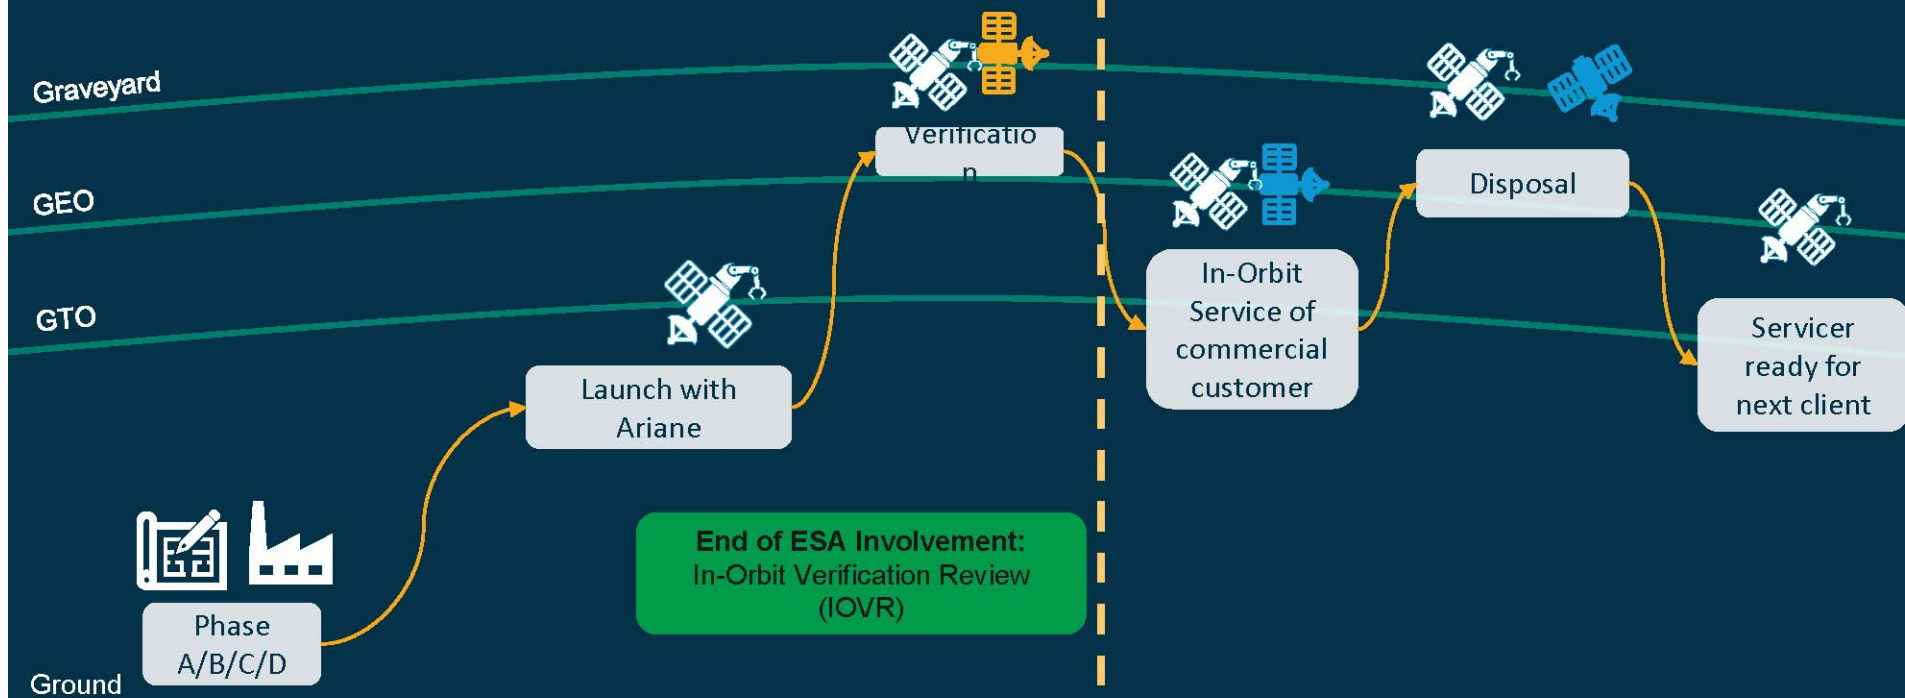 Graveyard
Verificatio
n
GEO
Disposal
GTO
In-Orbit
Service of
commercial
customer
Servicer
ready for
next client
Launch with
Ariane
End of ESA Involvement:
In-Orbit Verification Review
(IOVR)
Phase
A/B/C/D
Ground